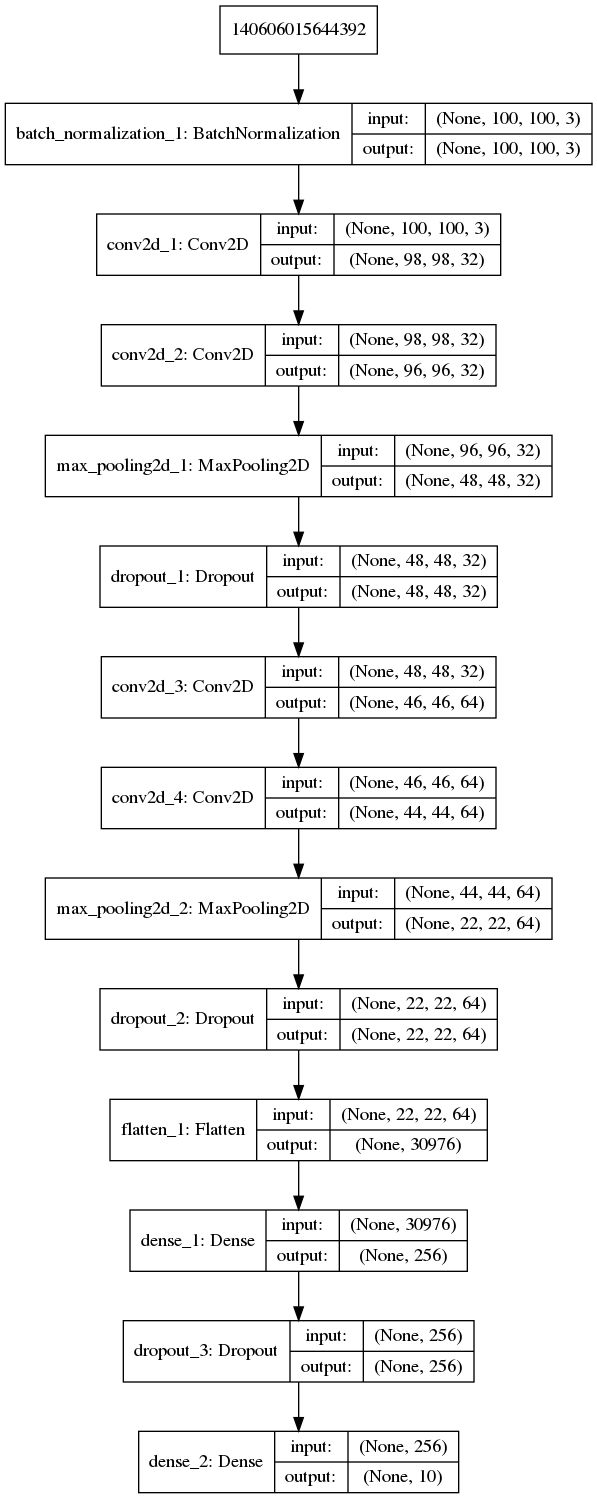 140606015644392
batch_normalization_1: BatchNormalization
input: (None, 100, 100, 3)
output: (None, 100, 100, 3)
conv2d_1: Conv2D
input: (None, 100, 100, 3)
output: (None, 98, 98, 32)
conv2d_2: Conv2D
input: (None, 98, 98, 32)
output: (None, 96, 96, 32)
max_pooling2d_1: MaxPooling2D
input: (None, 96, 96, 32)
output: (None, 48, 48, 32)
dropout_1: Dropout
input: (None, 48, 48, 32)
output: (None, 48, 48, 32)
conv2d_3: Conv2D
input: (None, 48, 48, 32)
output: (None, 46, 46, 64)
conv2d_4: Conv2D
input: (None, 46, 46, 64)
output: (None, 44, 44, 64)
max_pooling2d_2: MaxPooling2D
input: (None, 44, 44, 64)
output: (None, 22, 22, 64)
dropout_2: Dropout
input: (None, 22, 22, 64)
output: (None, 22, 22, 64)
flatten_1: Flatten
input: (None, 22, 22, 64)
output: (None, 30976)
dense_1: Dense
input: (None, 30976)
output: (None, 256)
dropout_3: Dropout
input: (None, 256)
output: (None, 256)
dense_2: Dense
input: (None, 256)
output: (None, 10)